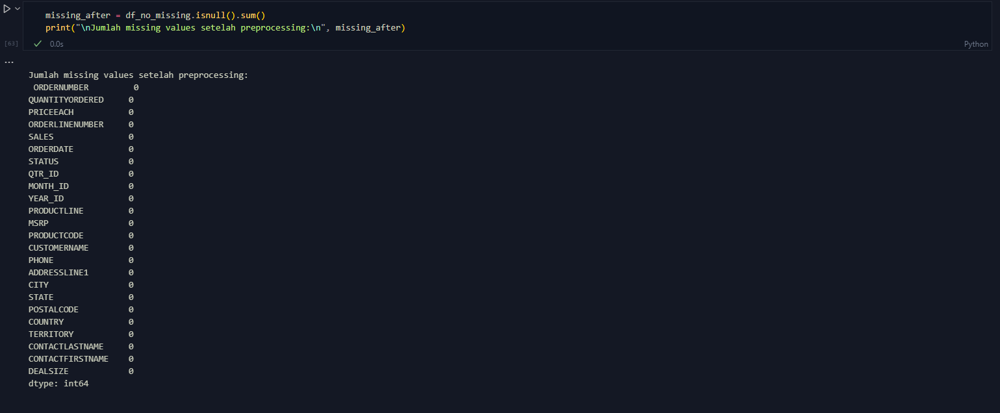 missing_after = df_no_missing.isnull().sum()
print("\nJumlah missing values setelah preprocessing:\n", missing_after)
[63] 0.0s Python
...
Jumlah missing values setelah preprocessing:
ORDERNUMBER 0
QUANTITYORDERED 0
PRICEEACH 0
ORDERLINENUMBER 0
SALES 0
ORDERDATE 0
STATUS 0
QTR_ID 0
MONTH_ID 0
YEAR_ID 0
PRODUCTLINE 0
MSRP 0
PRODUCTCODE 0
CUSTOMERNAME 0
PHONE 0
ADDRESSLINE1 0
CITY 0
STATE 0
POSTALCODE 0
COUNTRY 0
TERRITORY 0
CONTACTLASTNAME 0
CONTACTFIRSTNAME 0
DEALSIZE 0
dtype: int64